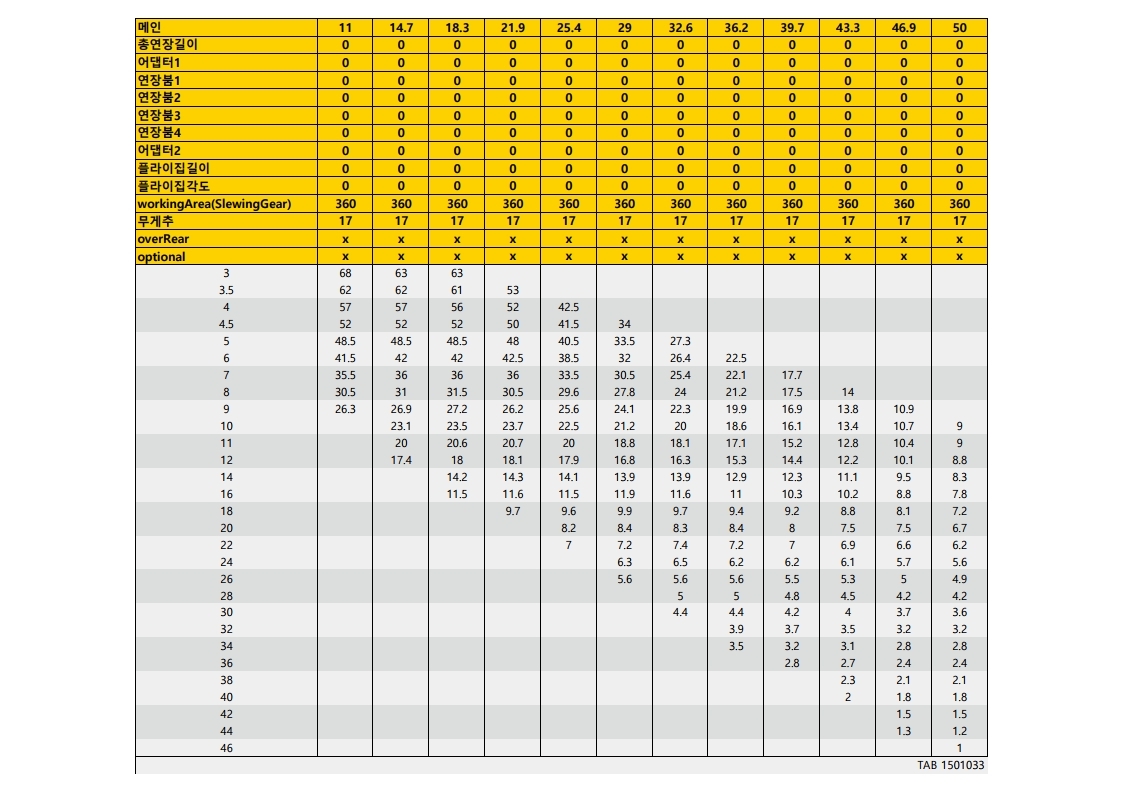 메인 11 14.7 18.3 21.9 25.4 29 32.6 36.2 39.7 43.3 46.9 50
총연장길이 0 0 0 0 0 0 0 0 0 0 0 0
어댑터1 0 0 0 0 0 0 0 0 0 0 0 0
연장붐1 0 0 0 0 0 0 0 0 0 0 0 0
연장붐2 0 0 0 0 0 0 0 0 0 0 0 0
연장붐3 0 0 0 0 0 0 0 0 0 0 0 0
연장붐4 0 0 0 0 0 0 0 0 0 0 0 0
어댑터2 0 0 0 0 0 0 0 0 0 0 0 0
플라이집길이 0 0 0 0 0 0 0 0 0 0 0 0
플라이집각도 0 0 0 0 0 0 0 0 0 0 0 0
workingArea(SlewingGear) 360 360 360 360 360 360 360 360 360 360 360 360
무게추 17 17 17 17 17 17 17 17 17 17 17 17
overRear x x x x x x x x x x x x
optional x x x x x x x x x x x x
3 68 63 63
3.5 62 62 61 53
4 57 57 56 52 42.5
4.5 52 52 52 50 41.5 34
5 48.5 48.5 48.5 48 40.5 33.5 27.3
6 41.5 42 42 42.5 38.5 32 26.4 22.5
7 35.5 36 36 36 33.5 30.5 25.4 22.1 17.7
8 30.5 31 31.5 30.5 29.6 27.8 24 21.2 17.5 14
9 26.3 26.9 27.2 26.2 25.6 24.1 22.3 19.9 16.9 13.8 10.9
10 23.1 23.5 23.7 22.5 21.2 20 18.6 16.1 13.4 10.7 9
11 20 20.6 20.7 20 18.8 18.1 17.1 15.2 12.8 10.4 9
12 17.4 18 18.1 17.9 16.8 16.3 15.3 14.4 12.2 10.1 8.8
14 14.2 14.3 14.1 13.9 13.9 12.9 12.3 11.1 9.5 8.3
16 11.5 11.6 11.5 11.9 11.6 11 10.3 10.2 8.8 7.8
18 9.7 9.6 9.9 9.7 9.4 9.2 8.8 8.1 7.2
20 8.2 8.4 8.3 8.4 8 7.5 7.5 6.7
22 7 7.2 7.4 7.2 7 6.9 6.6 6.2
24 6.3 6.5 6.2 6.2 6.1 5.7 5.6
26 5.6 5.6 5.6 5.5 5.3 5 4.9
28 5 5 4.8 4.5 4.2 4.2
30 4.4 4.4 4.2 4 3.7 3.6
32 3.9 3.7 3.5 3.2 3.2
34 3.5 3.2 3.1 2.8 2.8
36 2.8 2.7 2.4 2.4
38 2.3 2.1 2.1
40 2 1.8 1.8
42 1.5 1.5
44 1.3 1.2
46 1
TAB 1501033